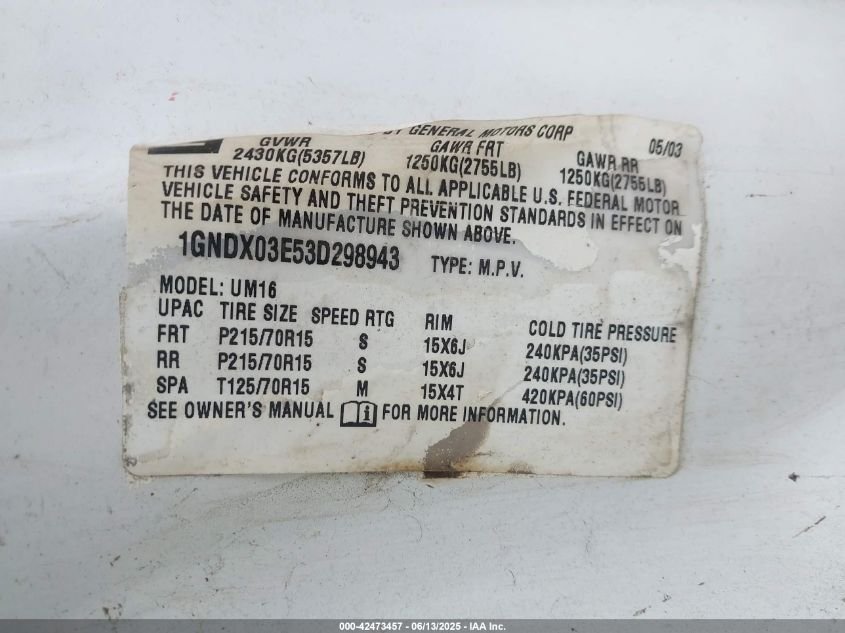 BY GENERAL MOTORS CORP 05/03
GVWR GAWR FRT GAWR RR
2430KG(5357LB) 1250KG(2755LB) 1250KG(2755LB)
THIS VEHICLE CONFORMS TO ALL APPLICABLE U.S. FEDERAL MOTOR
VEHICLE SAFETY AND THEFT PREVENTION STANDARDS IN EFFECT ON
THE DATE OF MANUFACTURE SHOWN ABOVE.
1GNDX03E53D298943 TYPE: M.P.V.
MODEL: UM16
UPAC TIRE SIZE SPEED RTG RIM COLD TIRE PRESSURE
FRT P215/70R15 S 15X6J 240KPA(35PSI)
RR P215/70R15 S 15X6J 240KPA(35PSI)
SPA T125/70R15 M 15X4T 420KPA(60PSI)
SEE OWNER'S MANUAL i FOR MORE INFORMATION.
000-42473457 - 06/13/2025 - IAA Inc.